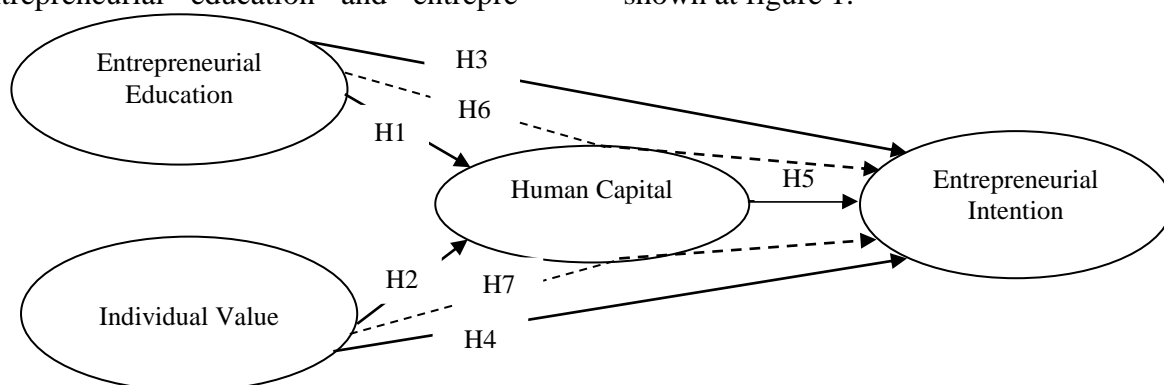 trepreneurial education and entrepre
shown at figure 1.
Entrepreneurial
Education
H3
H6
H1
Human Capital
H5
Entrepreneurial
Intention
H2
H7
Individual Value
H4